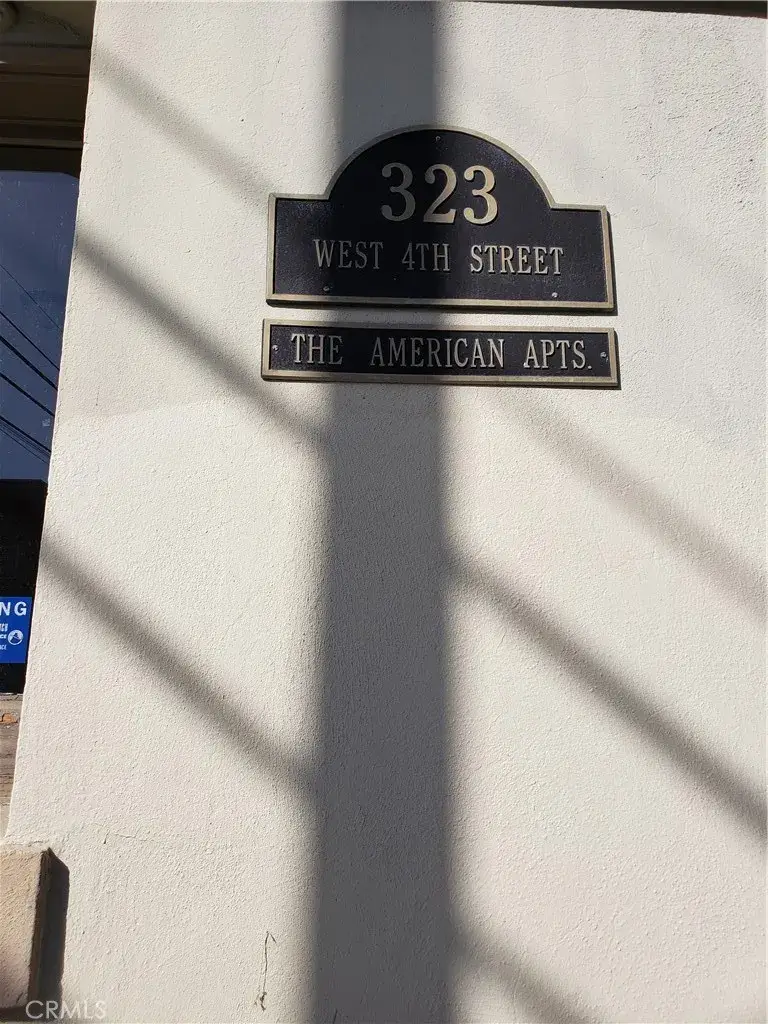 323
WEST 4TH STREET
THE AMERICAN APTS.
NG
CRMLS